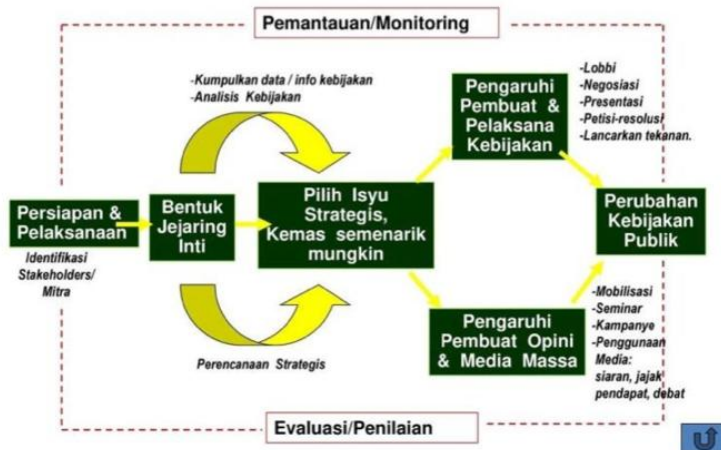 Pemantauan/Monitoring
-Kumpulkan data / info kebijakan
-Analisis Kebijakan
Pengaruhi
Pembuat &
Pelaksana
Kebijakan
-Lobbi
-Negosiasi
-Presentasi
-Petisi-resolusi
-Lancarkan tekanan.
Persiapan &
Pelaksanaan
Identifikasi
Stakeholders/
Mitra
Bentuk
Jejaring
Inti
Pilih Isyu
Strategis,
Kemas semenarik
mungkin
Perubahan
Kebijakan
Publik
Perencanaan Strategis
Pengaruhi
Pembuat Opini
& Media Massa
-Mobilisasi
-Seminar
-Kampanye
-Penggunaan
Media:
siaran, jajak
pendapat, debat
Evaluasi/Penilaian